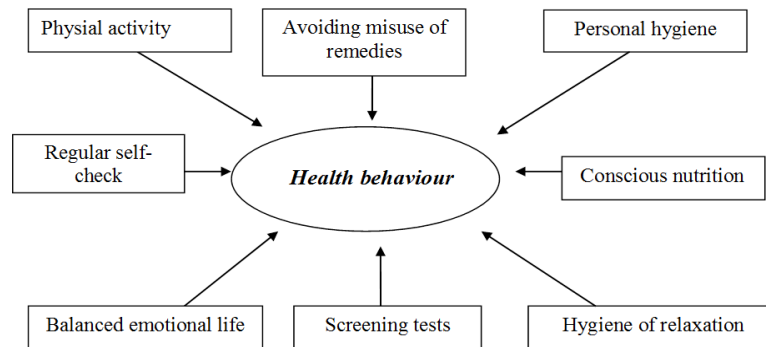 Physial activity
Avoiding misuse of
remedies
Personal hygiene
Regular self-
check
Health behaviour
Conscious nutrition
Balanced emotional life
Screening tests
Hygiene of relaxation